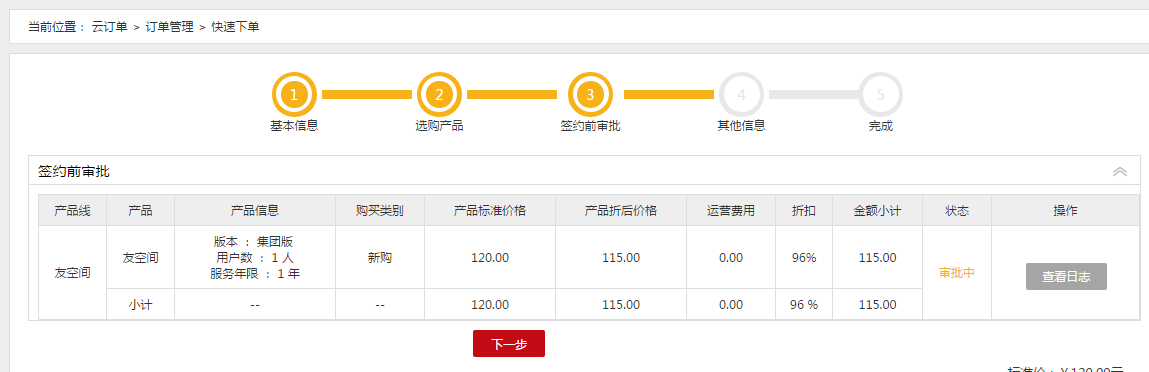 当前位置： 云订单 > 订单管理 > 快速下单
1 2 3 4 5
基本信息 选购产品 签约前审批 其他信息 完成
签约前审批
产品线 产品 产品信息 购买类别 产品标准价格 产品折后价格 运营费用 折扣 金额小计 状态 操作
友空间 友空间 版本 ： 集团版 新购 120.00 115.00 0.00 96% 115.00 审批中 查看日志
用户数 ： 1 人
服务年限 ： 1 年
小计 -- -- 120.00 115.00 0.00 96 % 115.00
下一步
标准价：￥120.00元